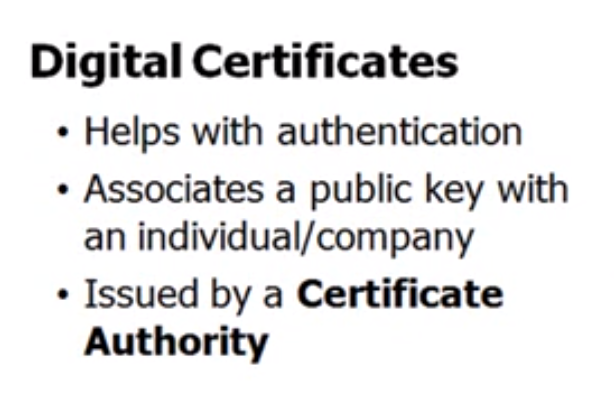 Digital Certificates
• Helps with authentication
• Associates a public key with
an individual/company
• Issued by a Certificate
Authority